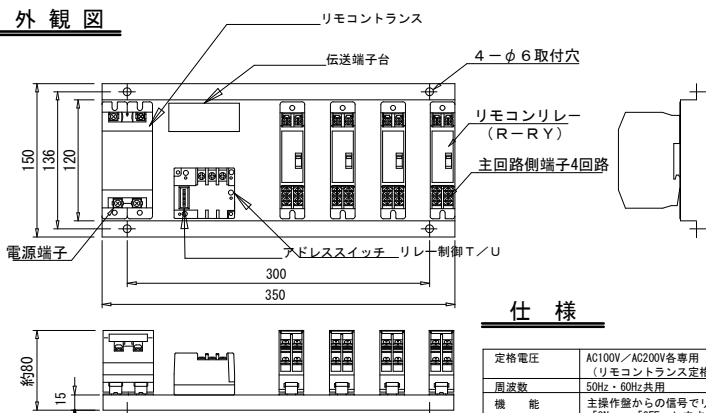 外観図
リモコントランス
伝送端子台
4－φ6取付穴
リモコンリレー
（R－RY）
主回路側端子4回路
150
136
120
電源端子
アドレススイッチ
リレー制御T／U
300
350
約80
15
仕様
定格電圧
AC100V／AC200V各専用
（リモコントランス定格
周波数
50Hz・60Hz共用
機能
主操作盤からの信号でリ